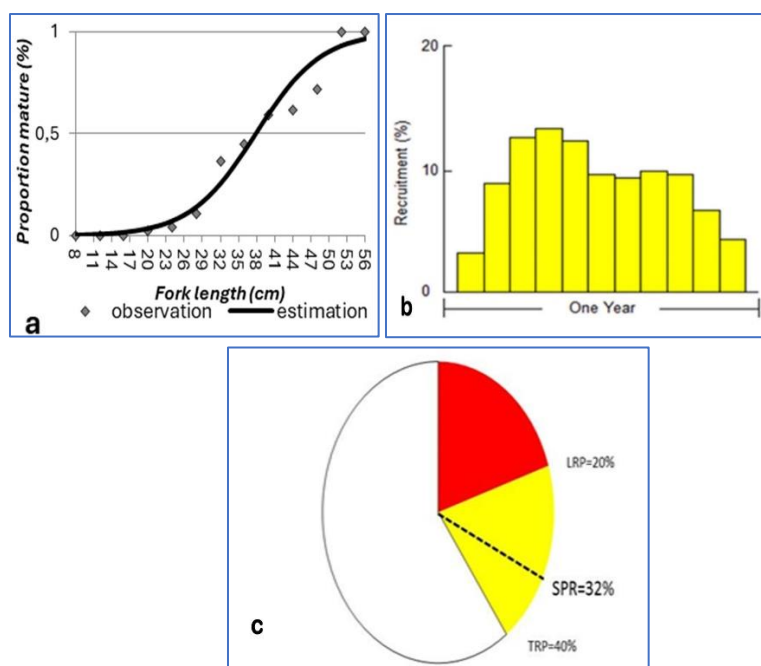 Proportion mature (%)
1
0,5
0
8 11 14 17 20 23 26 29 32 35 38 41 44 47 50 53 56
Fork length (cm)
observation estimation
a
Recruitment (%)
20
10
0
One Year
b
LRP=20%
SPR=32%
TRP=40%
c